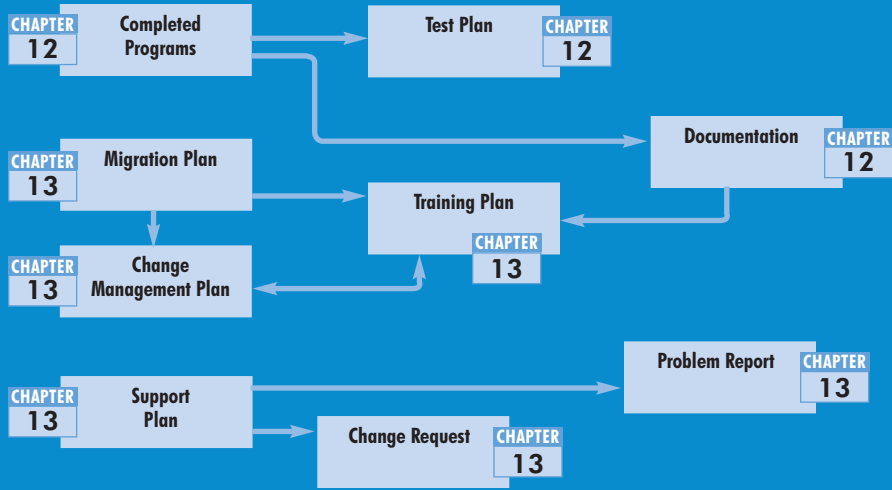 CHAPTER
12
Completed
Programs
Test Plan
CHAPTER
12
Documentation
CHAPTER
12
CHAPTER
13
Migration Plan
Training Plan
CHAPTER
13
CHAPTER
13
Change
Management Plan
Problem Report
CHAPTER
13
CHAPTER
13
Support
Plan
Change Request
CHAPTER
13